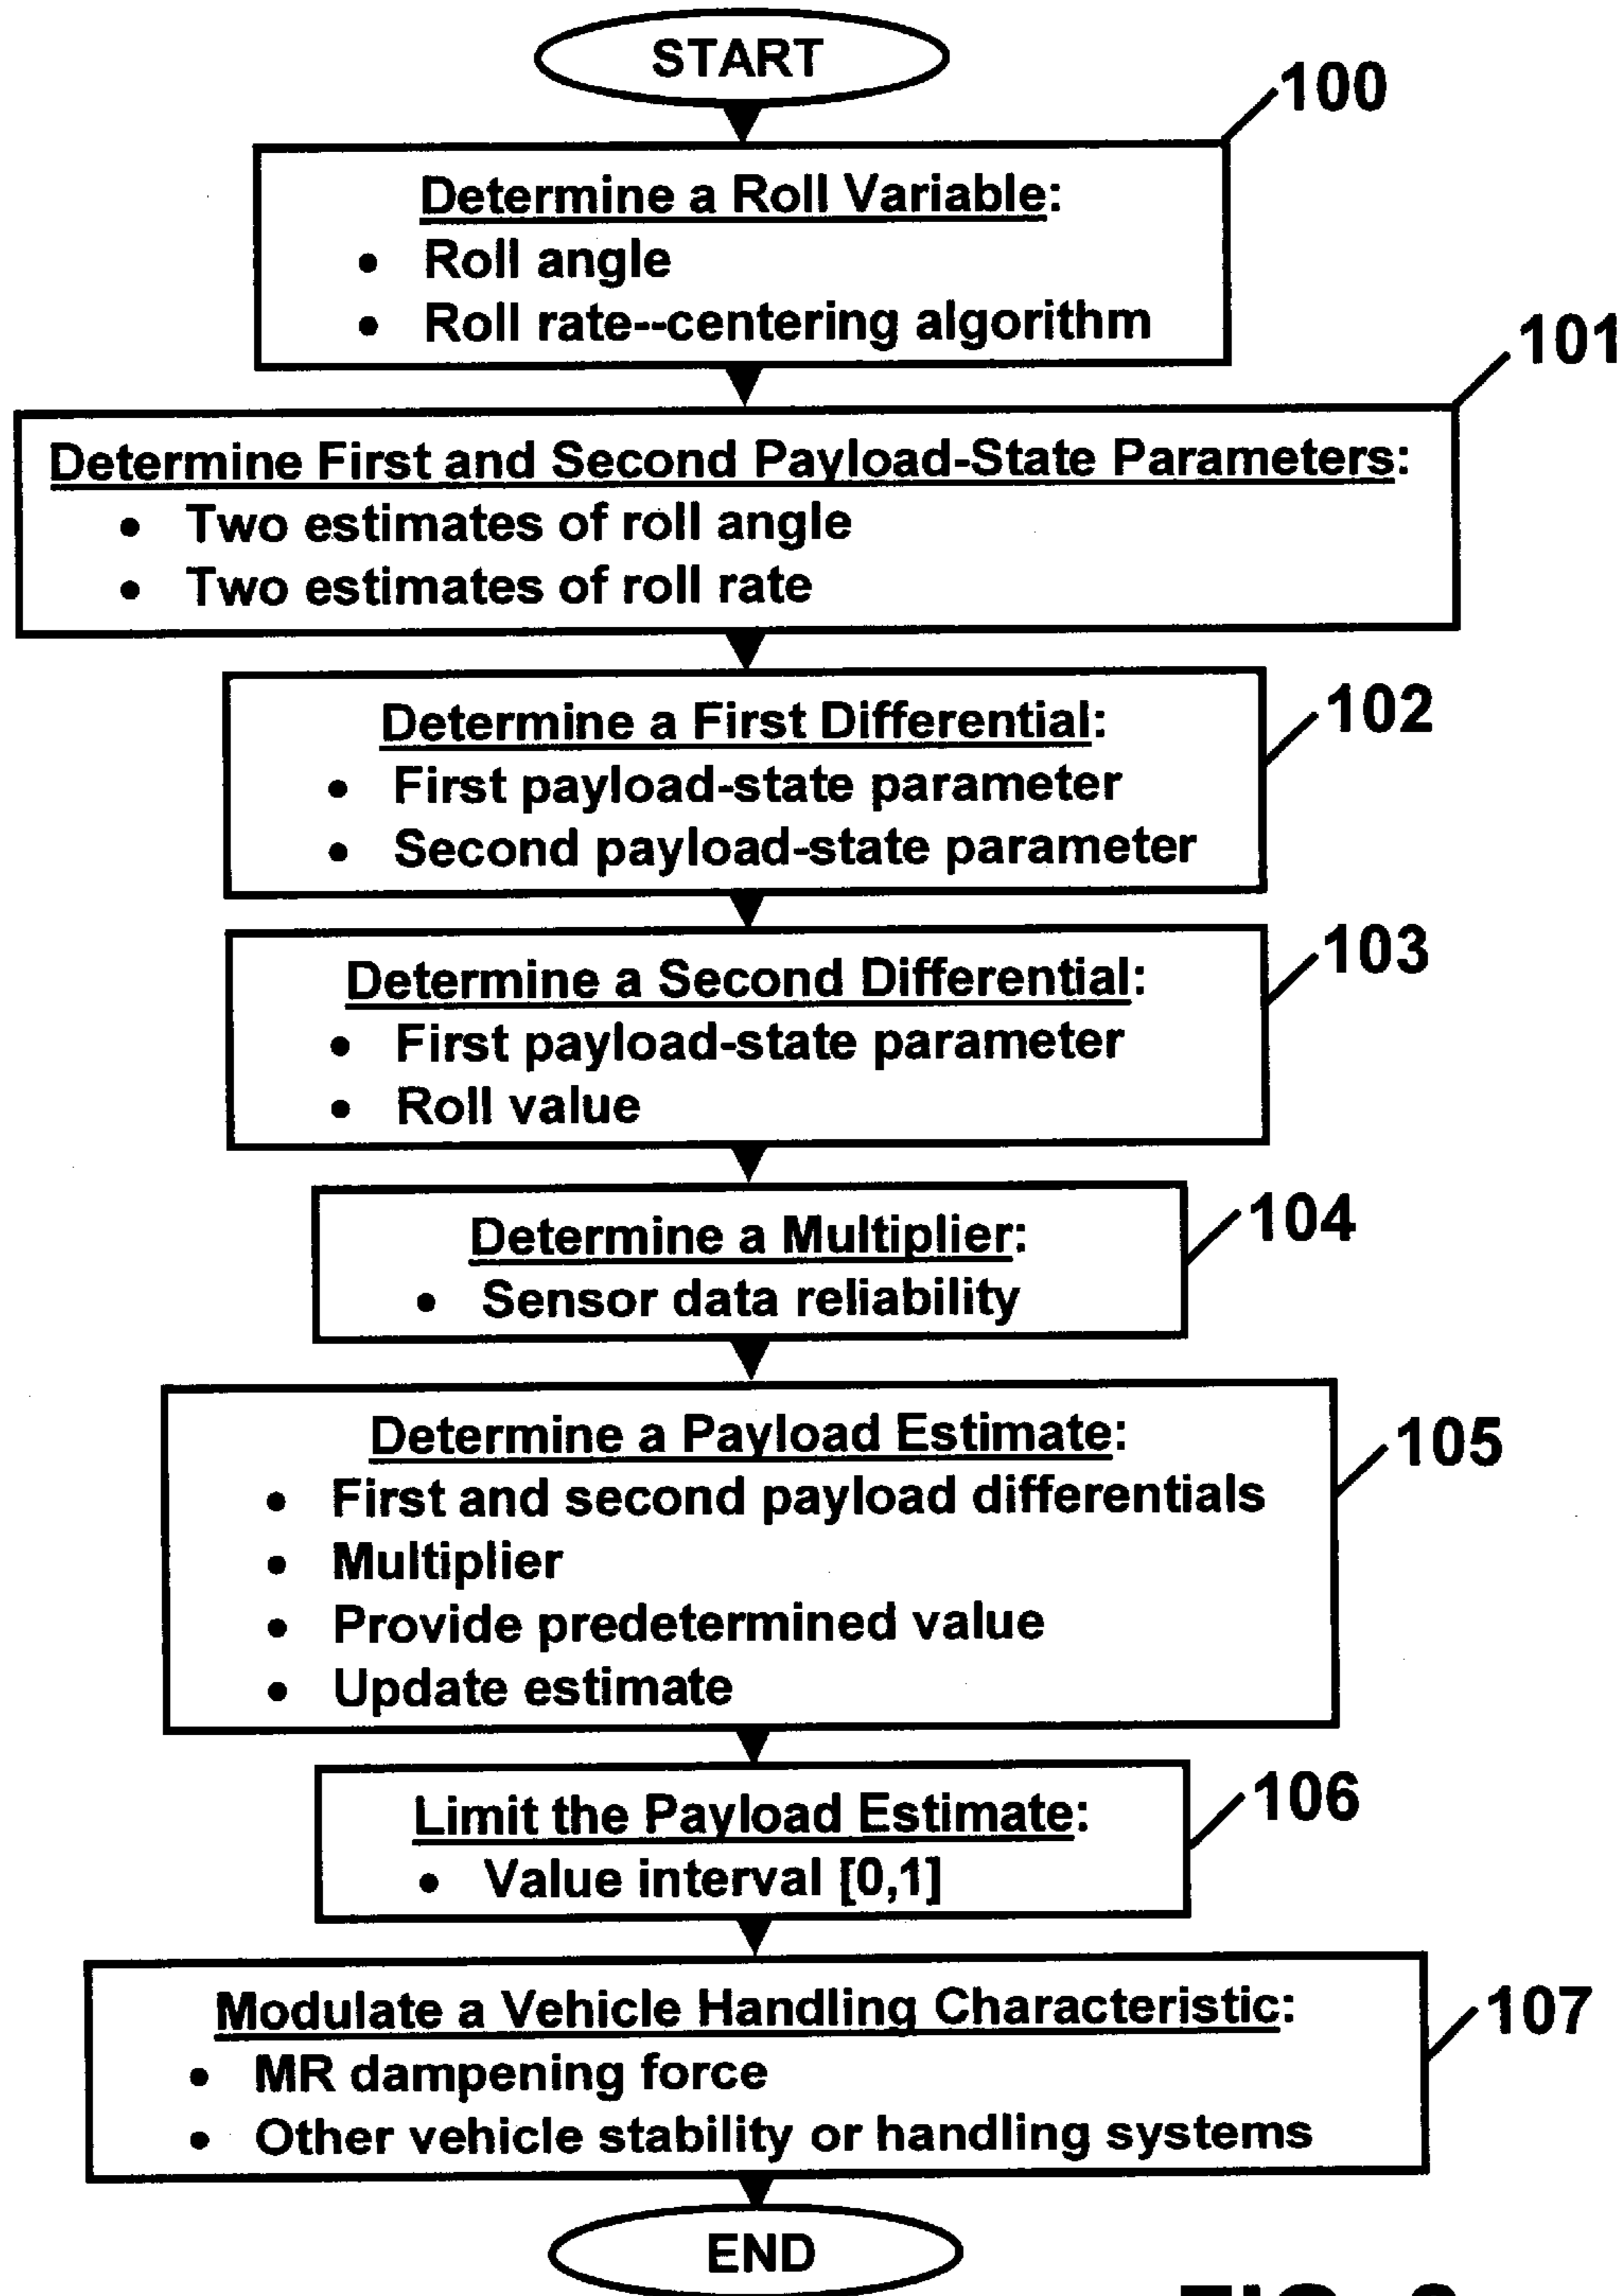 START
100
Determine a Roll Variable:
• Roll angle
• Roll rate--centering algorithm
101
Determine First and Second Payload-State Parameters:
• Two estimates of roll angle
• Two estimates of roll rate
102
Determine a First Differential:
• First payload-state parameter
• Second payload-state parameter
103
Determine a Second Differential:
• First payload-state parameter
• Roll value
104
Determine a Multiplier:
• Sensor data reliability
105
Determine a Payload Estimate:
• First and second payload differentials
• Multiplier
• Provide predetermined value
• Update estimate
106
Limit the Payload Estimate:
• Value interval [0,1]
107
Modulate a Vehicle Handling Characteristic:
• MR dampening force
• Other vehicle stability or handling systems
END